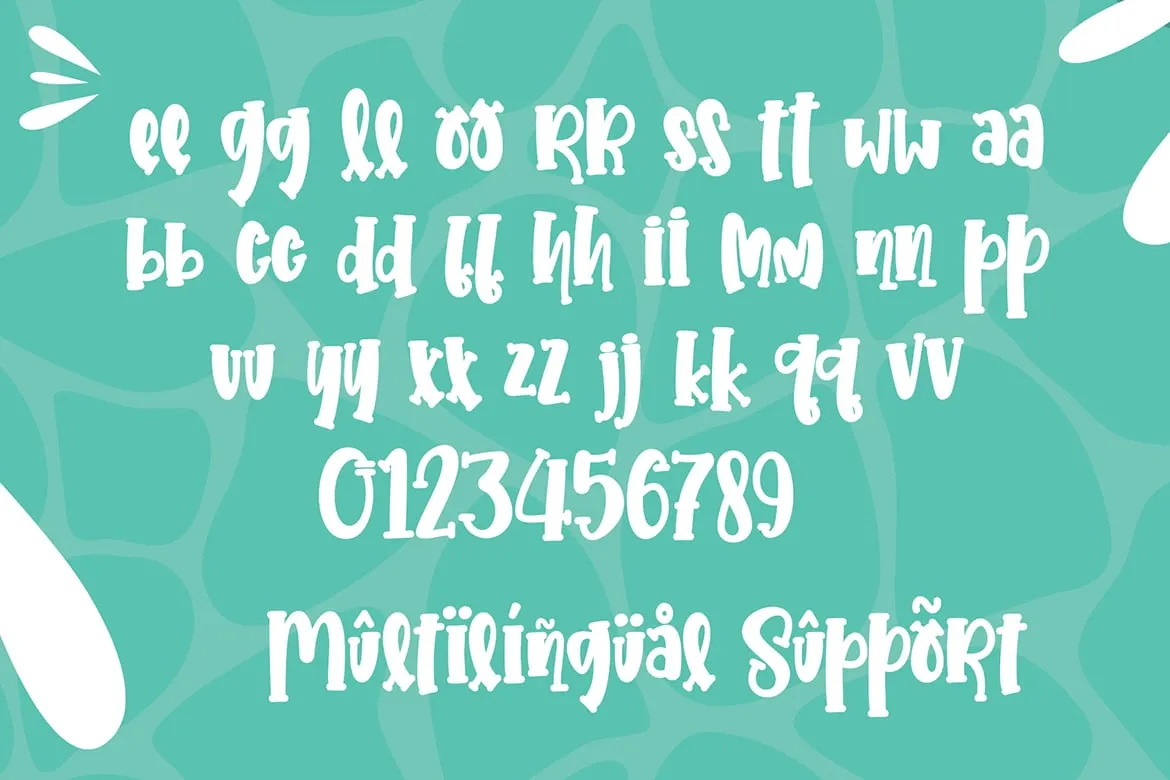 ee gg ll oo RR ss tt ww aa
bb cc dd ff hh ii mm nn pp
uu yy xx zz jj kk qq vv
0123456789
Mûltïlíñgüål Sûppõrt